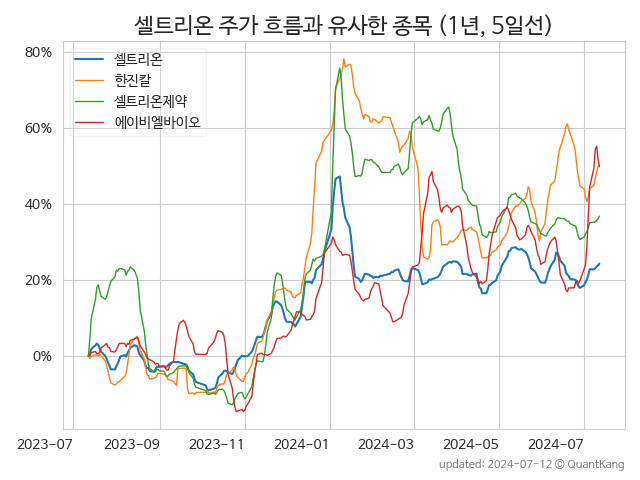 셀트리온 주가 흐름과 유사한 종목 (1년, 5일선)
셀트리온
한진칼
셀트리온제약
에이비엘바이오
80%
60%
40%
20%
0%
2023-07 2023-09 2023-11 2024-01 2024-03 2024-05 2024-07
updated: 2024-07-12 © QuantKang